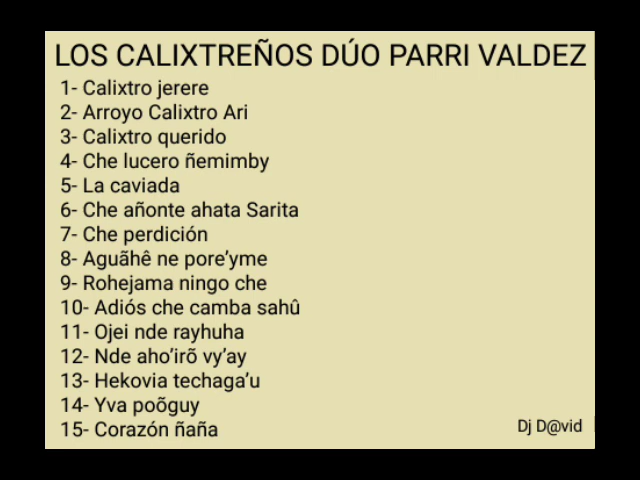 LOS CALIXTREÑOS DÚO PARRI VALDEZ
1- Calixtro jerere
2- Arroyo Calixtro Ari
3- Calixtro querido
4- Che lucero ñemimby
5- La caviada
6- Che añonte ahata Sarita
7- Che perdición
8- Aguãhê ne pore’yme
9- Rohejama ningo che
10- Adiós che camba sahû
11- Ojei nde rayhuha
12- Nde aho’irõ vy’ay
13- Hekovia techaga’u
14- Yva poõguy
15- Corazón ñaña
Dj D@vid